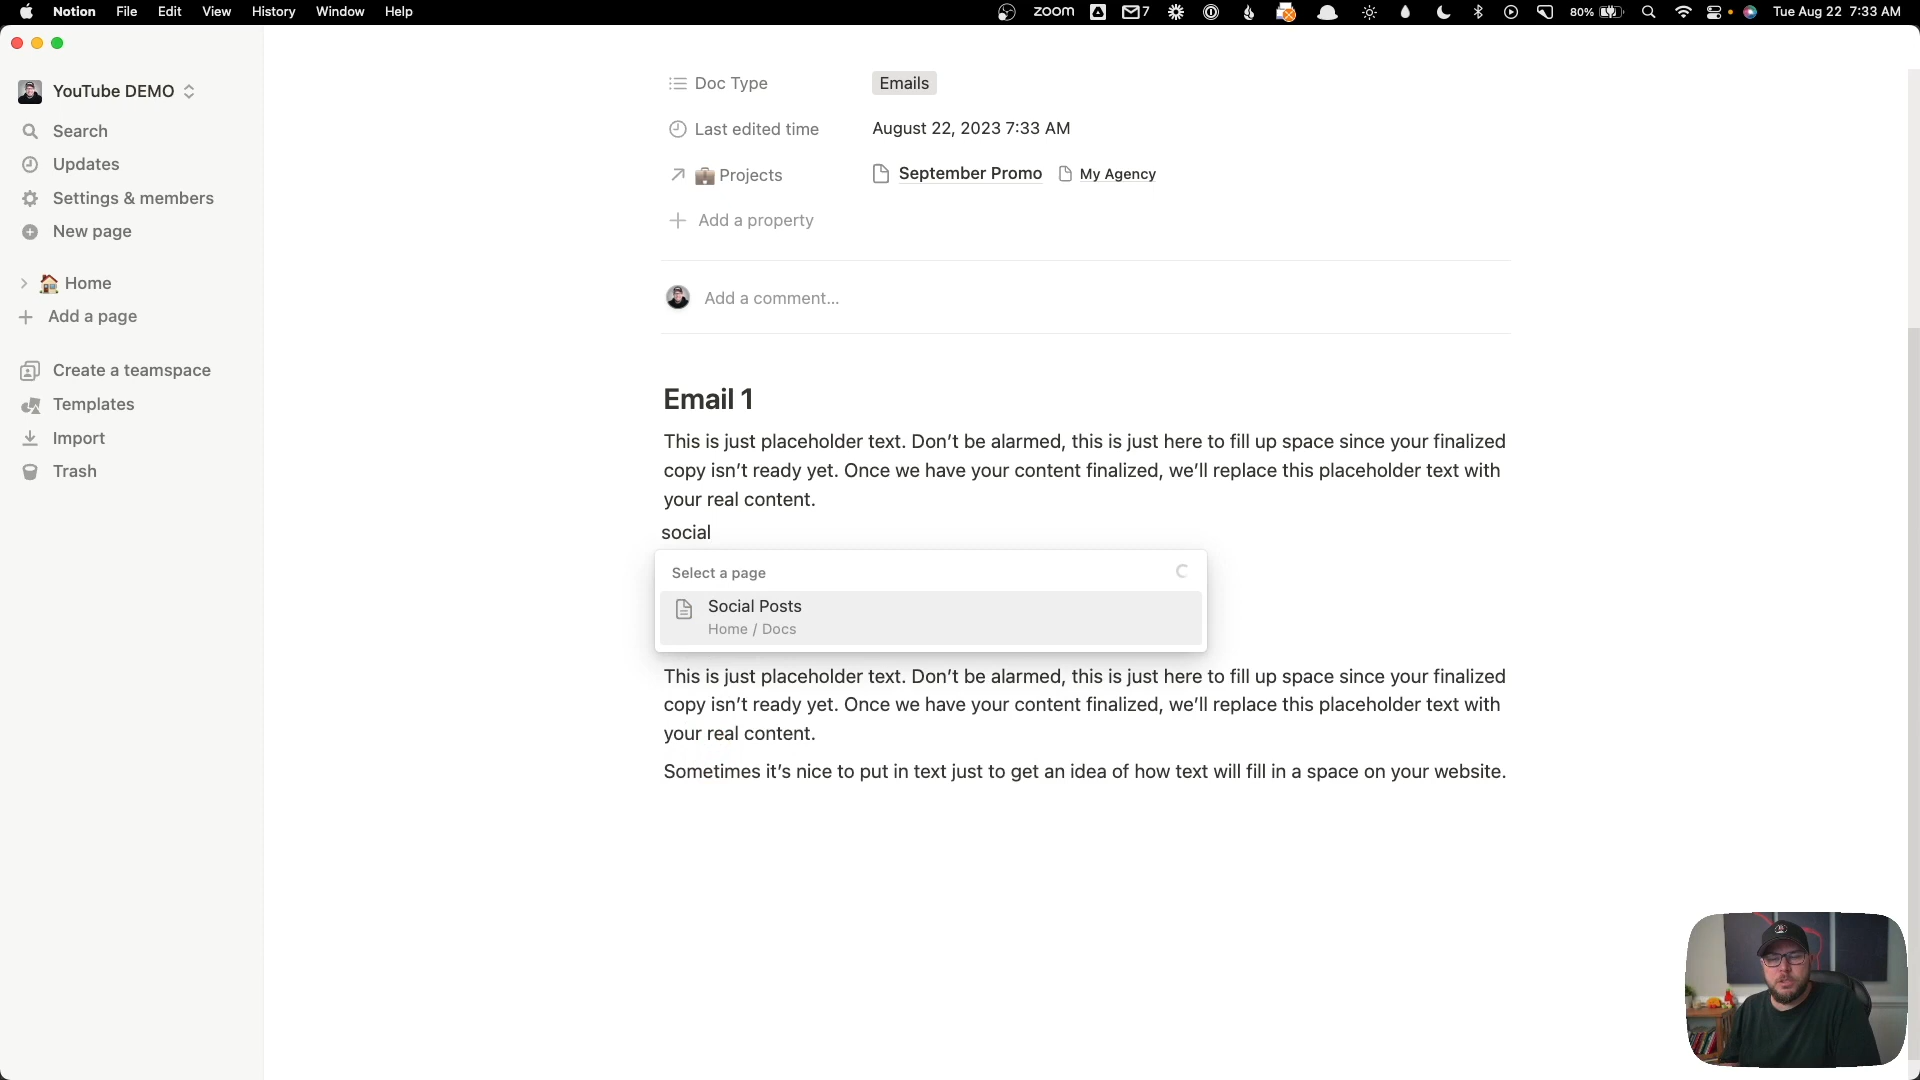 Notion File Edit View History Window Help
zoom 7 80% Tue Aug 22 7:33 AM
YouTube DEMO
Search
Updates
Settings & members
New page
Home
Add a page
Create a teamspace
Templates
Import
Trash
Doc Type Emails
Last edited time August 22, 2023 7:33 AM
Projects September Promo My Agency
Add a property
Add a comment...
Email 1
This is just placeholder text. Don’t be alarmed, this is just here to fill up space since your finalized
copy isn’t ready yet. Once we have your content finalized, we’ll replace this placeholder text with
your real content.
social
Select a page
Social Posts
Home / Docs
This is just placeholder text. Don’t be alarmed, this is just here to fill up space since your finalized
copy isn’t ready yet. Once we have your content finalized, we’ll replace this placeholder text with
your real content.
Sometimes it’s nice to put in text just to get an idea of how text will fill in a space on your website.